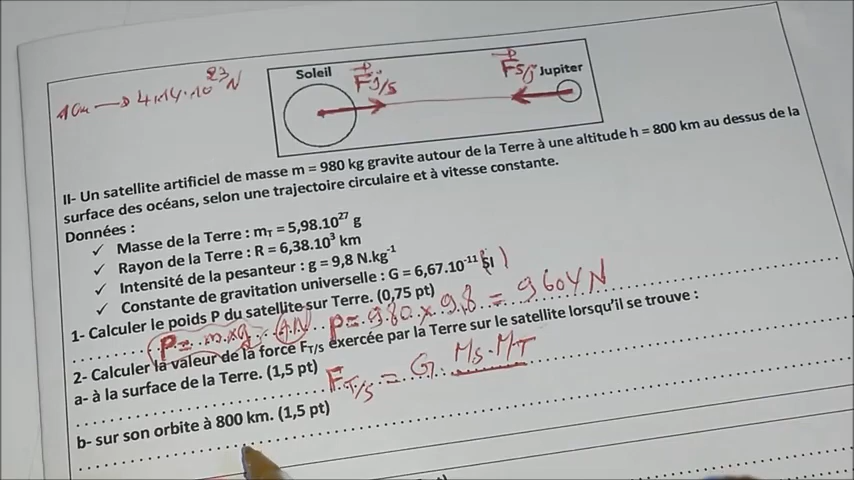 Soleil
F J/S
F S/J
Jupiter
1cm → 4,14.10²³N
II- Un satellite artificiel de masse m = 980 kg gravite autour de la Terre à une altitude h = 800 km au dessus de la
surface des océans, selon une trajectoire circulaire et à vitesse constante.
Données :
✓ Masse de la Terre : mT = 5,98.10²⁷ g
✓ Rayon de la Terre : R = 6,38.10³ km
✓ Intensité de la pesanteur : g = 9,8 N.kg⁻¹
✓ Constante de gravitation universelle : G = 6,67.10⁻¹¹ (SI)
1- Calculer le poids P du satellite sur Terre. (0,75 pt)
P = m.xg AN P = 980 x 9,8 = 9604 N
2- Calculer la valeur de la force FT/S exercée par la Terre sur le satellite lorsqu'il se trouve :
a- à la surface de la Terre. (1,5 pt)
FT/S = G Ms.MT
b- sur son orbite à 800 km. (1,5 pt)